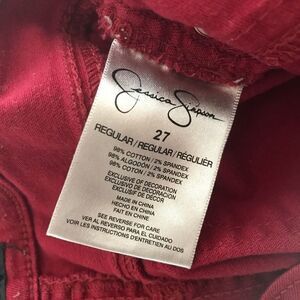 Jessica Simpson
27
REGULAR/REGULAR/RÉGULIÈR
98% COTTON / 2% SPANDEX
98% ALGODÓN / 2% SPANDEX
98% COTON / 2% SPANDEX
EXCLUSIVE OF DECORATION
EXCLUSIVO DE DECORACIÓN
EXCLUSIF DE DÉCOR
MADE IN CHINA
HECHO EN CHINA
FAIT EN CHINE
SEE REVERSE FOR CARE
VER AL REVERSO PARA EL CUIDADO
VOIR LES INSTRUCTIONS D'ENTRETIEN AU DOS